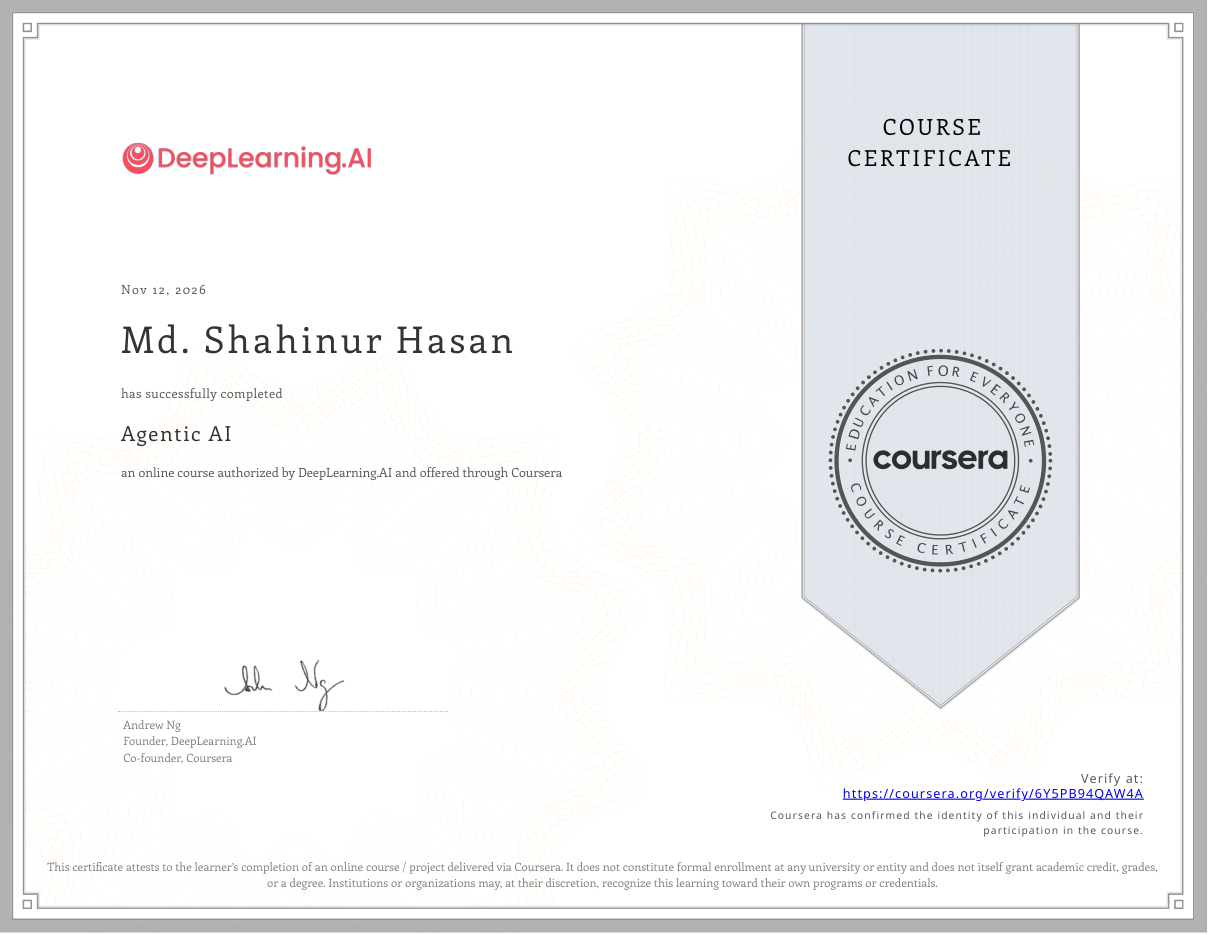 DeepLearning.AI
COURSE
CERTIFICATE
Nov 12, 2026
Md. Shahinur Hasan
has successfully completed
Agentic AI
an online course authorized by DeepLearning.AI and offered through Coursera
EDUCATION FOR EVERYONE
coursera
COURSE CERTIFICATE
Andrew Ng
Founder, DeepLearning.AI
Co-founder, Coursera
Verify at:
https://coursera.org/verify/6Y5PB94QAW4A
Coursera has confirmed the identity of this individual and their
participation in the course.
This certificate attests to the learner's completion of an online course / project delivered via Coursera. It does not constitute formal enrollment at any university or entity and does not itself grant academic credit, grades,
or a degree. Institutions or organizations may, at their discretion, recognize this learning toward their own programs or credentials.